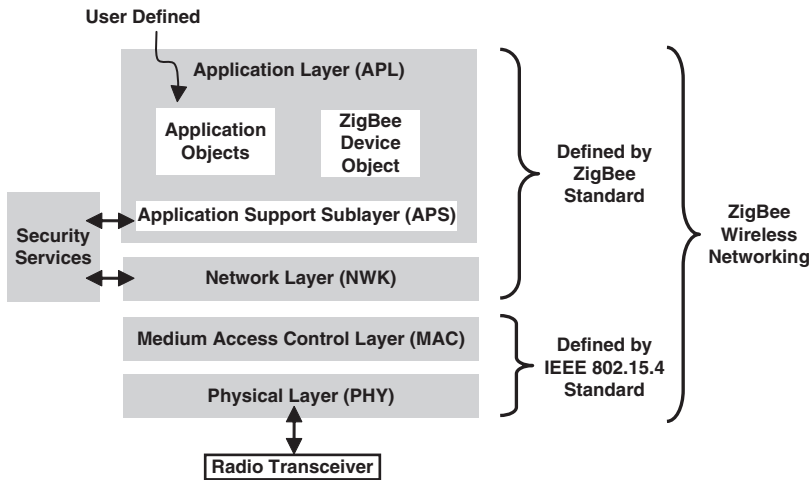 User Defined
Application Layer (APL)
Application
Objects
ZigBee
Device
Object
Application Support Sublayer (APS)
Security
Services
Network Layer (NWK)
Medium Access Control Layer (MAC)
Physical Layer (PHY)
Radio Transceiver
Defined by
ZigBee
Standard
Defined by
IEEE 802.15.4
Standard
ZigBee
Wireless
Networking